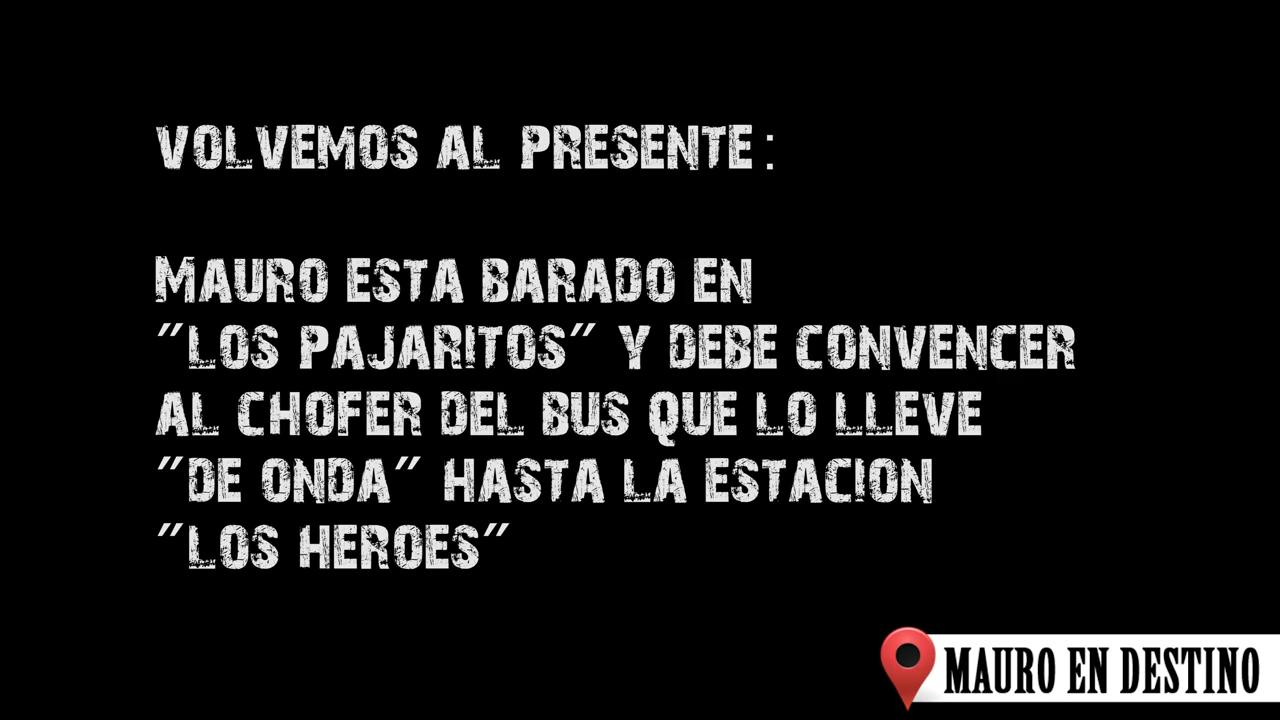 VOLVEMOS AL PRESENTE:
MAURO ESTA BARADO EN
"LOS PAJARITOS" Y DEBE CONVENCER
AL CHOFER DEL BUS QUE LO LLEVE
"DE ONDA" HASTA LA ESTACION
"LOS HEROES"
MAURO EN DESTINO